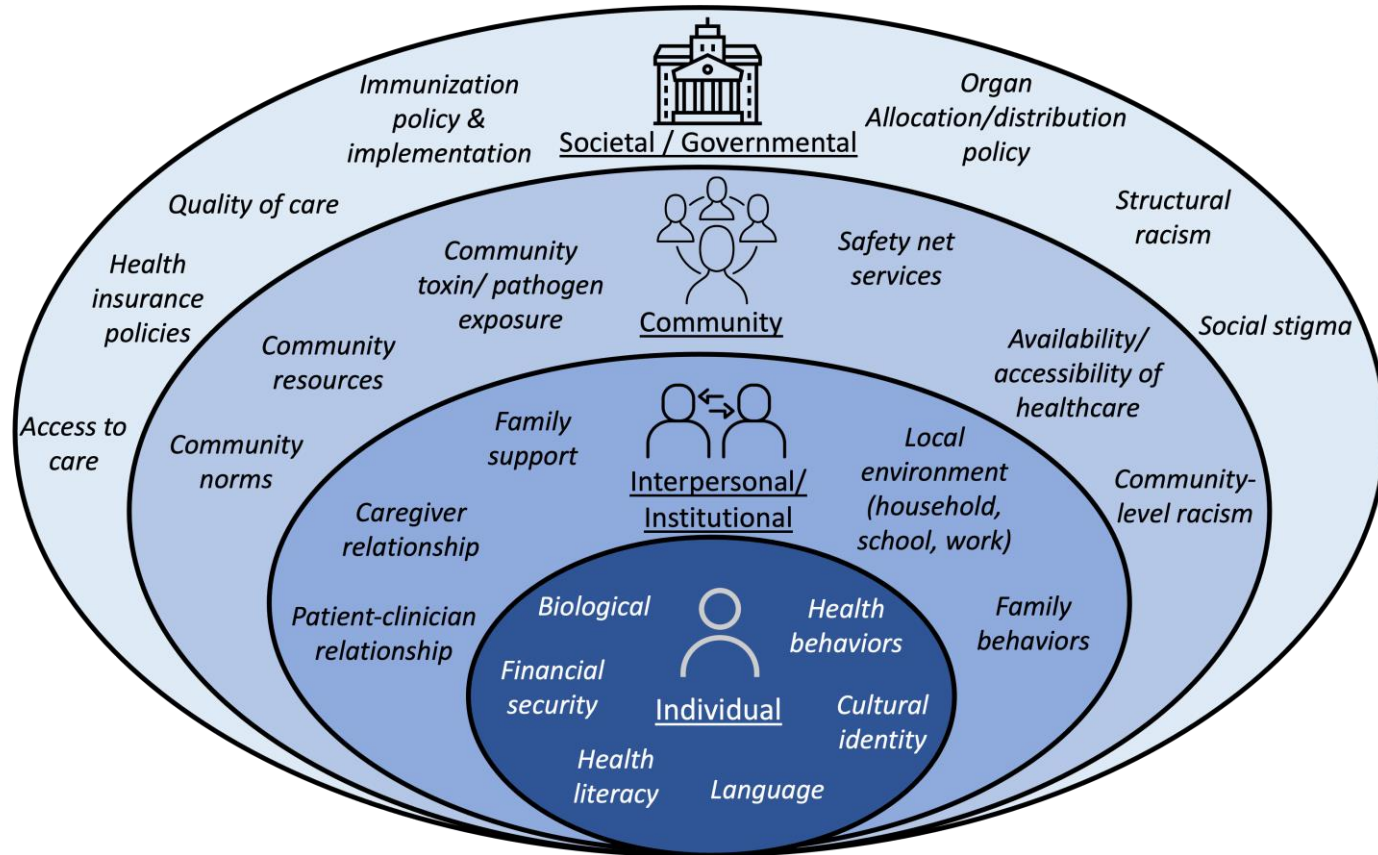 Immunization
policy &
implementation
Societal / Governmental
Organ
Allocation/distribution
policy
Quality of care
Structural
racism
Health
insurance
policies
Social stigma
Access to
care
Community
toxin/ pathogen
exposure
Community
Safety net
services
Community
resources
Availability/
accessibility of
healthcare
Community
norms
Community-
level racism
Family
support
Interpersonal/
Institutional
Local
environment
(household,
school, work)
Caregiver
relationship
Patient-clinician
relationship
Family
behaviors
Biological
Health
behaviors
Financial
security
Individual
Cultural
identity
Health
literacy
Language